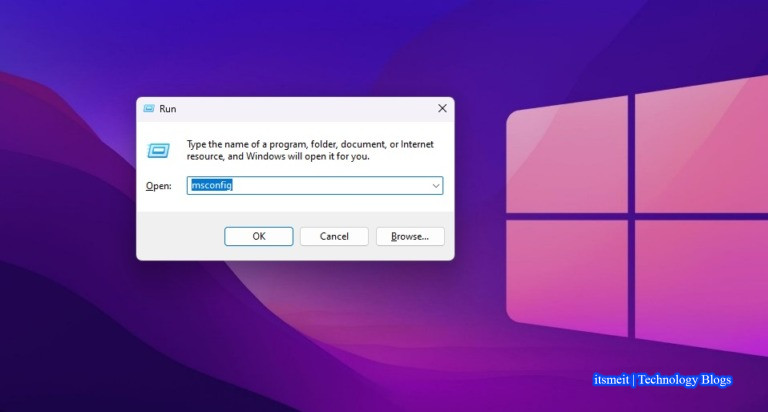 Run
Type the name of a program, folder, document, or Internet
resource, and Windows will open it for you.
Open:
msconfig
OK
Cancel
Browse...
itsmeit | Technology Blogs